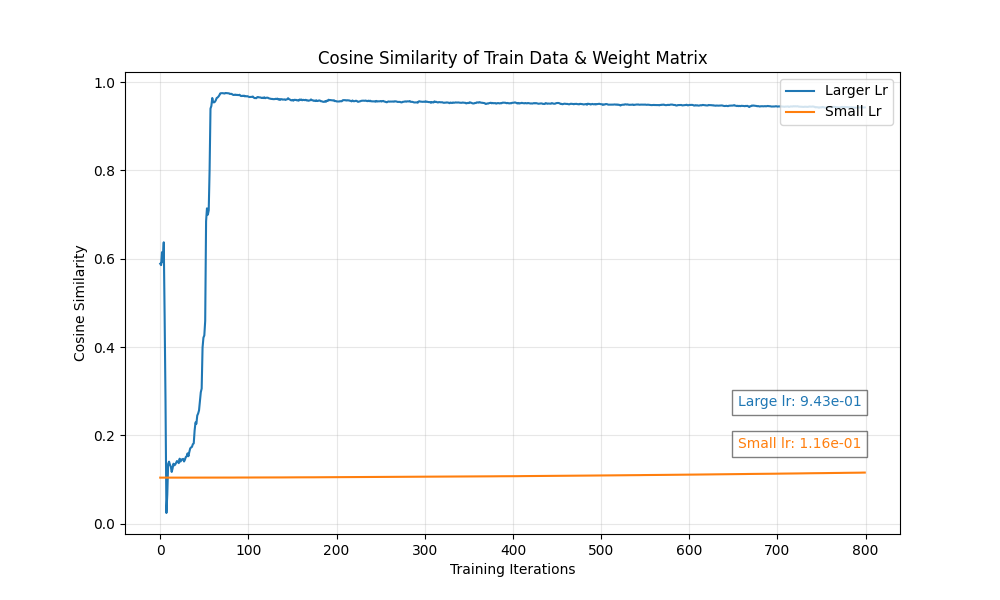 Cosine Similarity of Train Data & Weight Matrix
Larger Lr
Small Lr
1.0
0.8
0.6
0.4
0.2
0.0
Cosine Similarity
Large lr: 9.43e-01
Small lr: 1.16e-01
0 100 200 300 400 500 600 700 800
Training Iterations